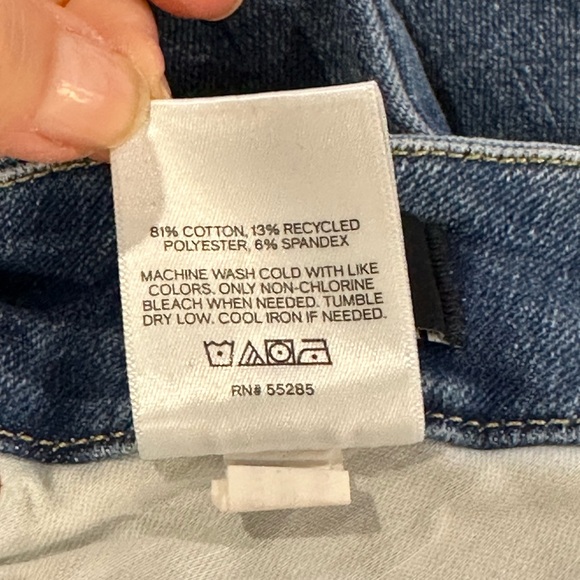 81% COTTON, 13% RECYCLED
POLYESTER, 6% SPANDEX
MACHINE WASH COLD WITH LIKE
COLORS. ONLY NON-CHLORINE
BLEACH WHEN NEEDED. TUMBLE
DRY LOW. COOL IRON IF NEEDED.
RN# 55285